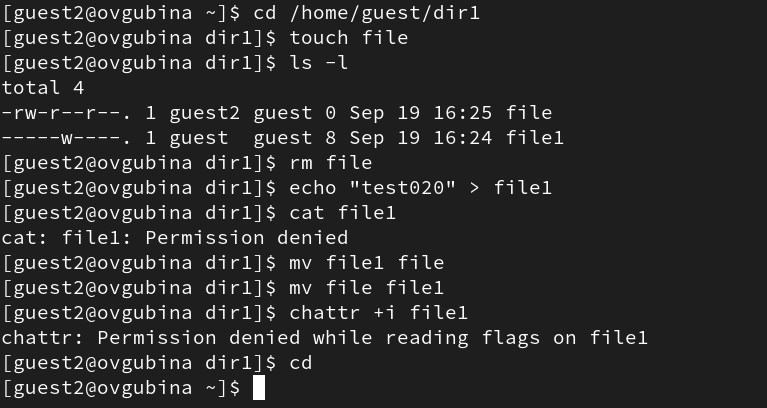 [guest2@ovgubina ~]$ cd /home/guest/dir1
[guest2@ovgubina dir1]$ touch file
[guest2@ovgubina dir1]$ ls -l
total 4
-rw-r--r--. 1 guest2 guest 0 Sep 19 16:25 file
-----w----. 1 guest  guest 8 Sep 19 16:24 file1
[guest2@ovgubina dir1]$ rm file
[guest2@ovgubina dir1]$ echo "test020" > file1
[guest2@ovgubina dir1]$ cat file1
cat: file1: Permission denied
[guest2@ovgubina dir1]$ mv file1 file
[guest2@ovgubina dir1]$ mv file file1
[guest2@ovgubina dir1]$ chattr +i file1
chattr: Permission denied while reading flags on file1
[guest2@ovgubina dir1]$ cd
[guest2@ovgubina ~]$